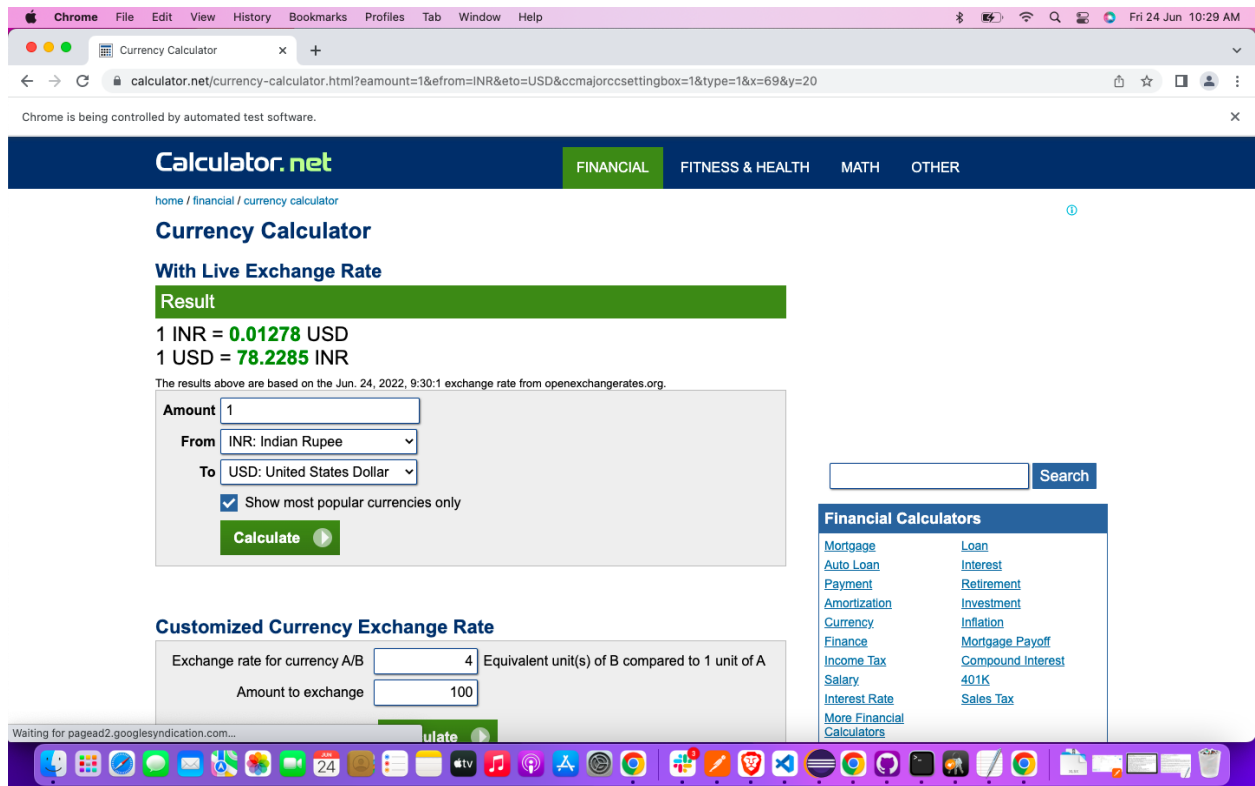 Chrome File Edit View History Bookmarks Profiles Tab Window Help Fri 24 Jun 10:29 AM
Currency Calculator
calculator.net/currency-calculator.html?eamount=1&efrom=INR&eto=USD&ccmajorccsettingbox=1&type=1&x=69&y=20
Chrome is being controlled by automated test software.
Calculator.net FINANCIAL FITNESS & HEALTH MATH OTHER
home / financial / currency calculator
Currency Calculator
With Live Exchange Rate
Result
1 INR = 0.01278 USD
1 USD = 78.2285 INR
The results above are based on the Jun. 24, 2022, 9:30:1 exchange rate from openexchangerates.org.
Amount 1
From INR: Indian Rupee
To USD: United States Dollar
Show most popular currencies only
Calculate
Search
Financial Calculators
Mortgage Loan
Auto Loan Interest
Payment Retirement
Amortization Investment
Currency Inflation
Finance Mortgage Payoff
Income Tax Compound Interest
Salary 401K
Interest Rate Sales Tax
More Financial
Calculators
Customized Currency Exchange Rate
Exchange rate for currency A/B 4 Equivalent unit(s) of B compared to 1 unit of A
Amount to exchange 100
ulate
Waiting for pagead2.googlesyndication.com...
24 tv 3